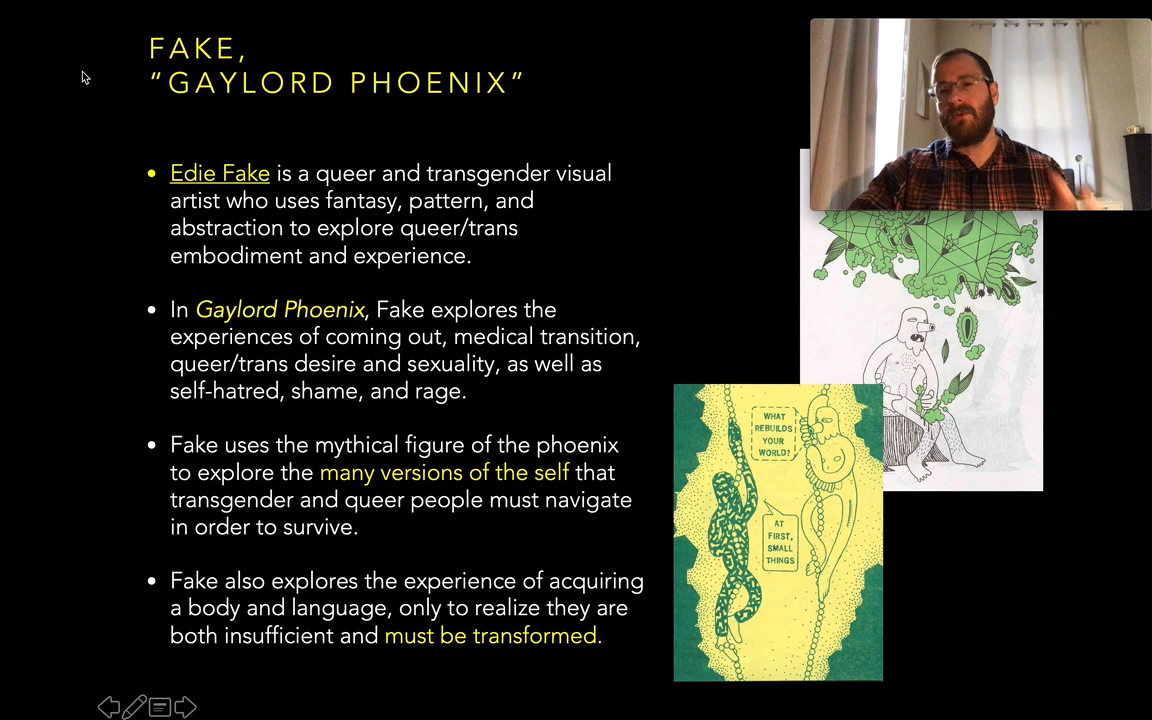 FAKE,
“GAYLORD PHOENIX”
• Edie Fake is a queer and transgender visual
artist who uses fantasy, pattern, and
abstraction to explore queer/trans
embodiment and experience.
• In Gaylord Phoenix, Fake explores the
experiences of coming out, medical transition,
queer/trans desire and sexuality, as well as
self-hatred, shame, and rage.
• Fake uses the mythical figure of the phoenix
to explore the many versions of the self that
transgender and queer people must navigate
in order to survive.
• Fake also explores the experience of acquiring
a body and language, only to realize they are
both insufficient and must be transformed.
WHAT
REBUILDS
YOUR
WORLD?
AT
FIRST,
SMALL
THINGS